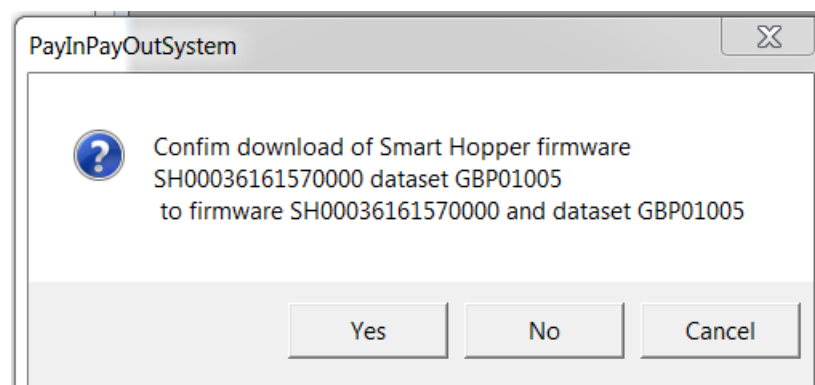 PayInPayOutSystem
Confim download of Smart Hopper firmware
SH00036161570000 dataset GBP01005
to firmware SH00036161570000 and dataset GBP01005
Yes
No
Cancel